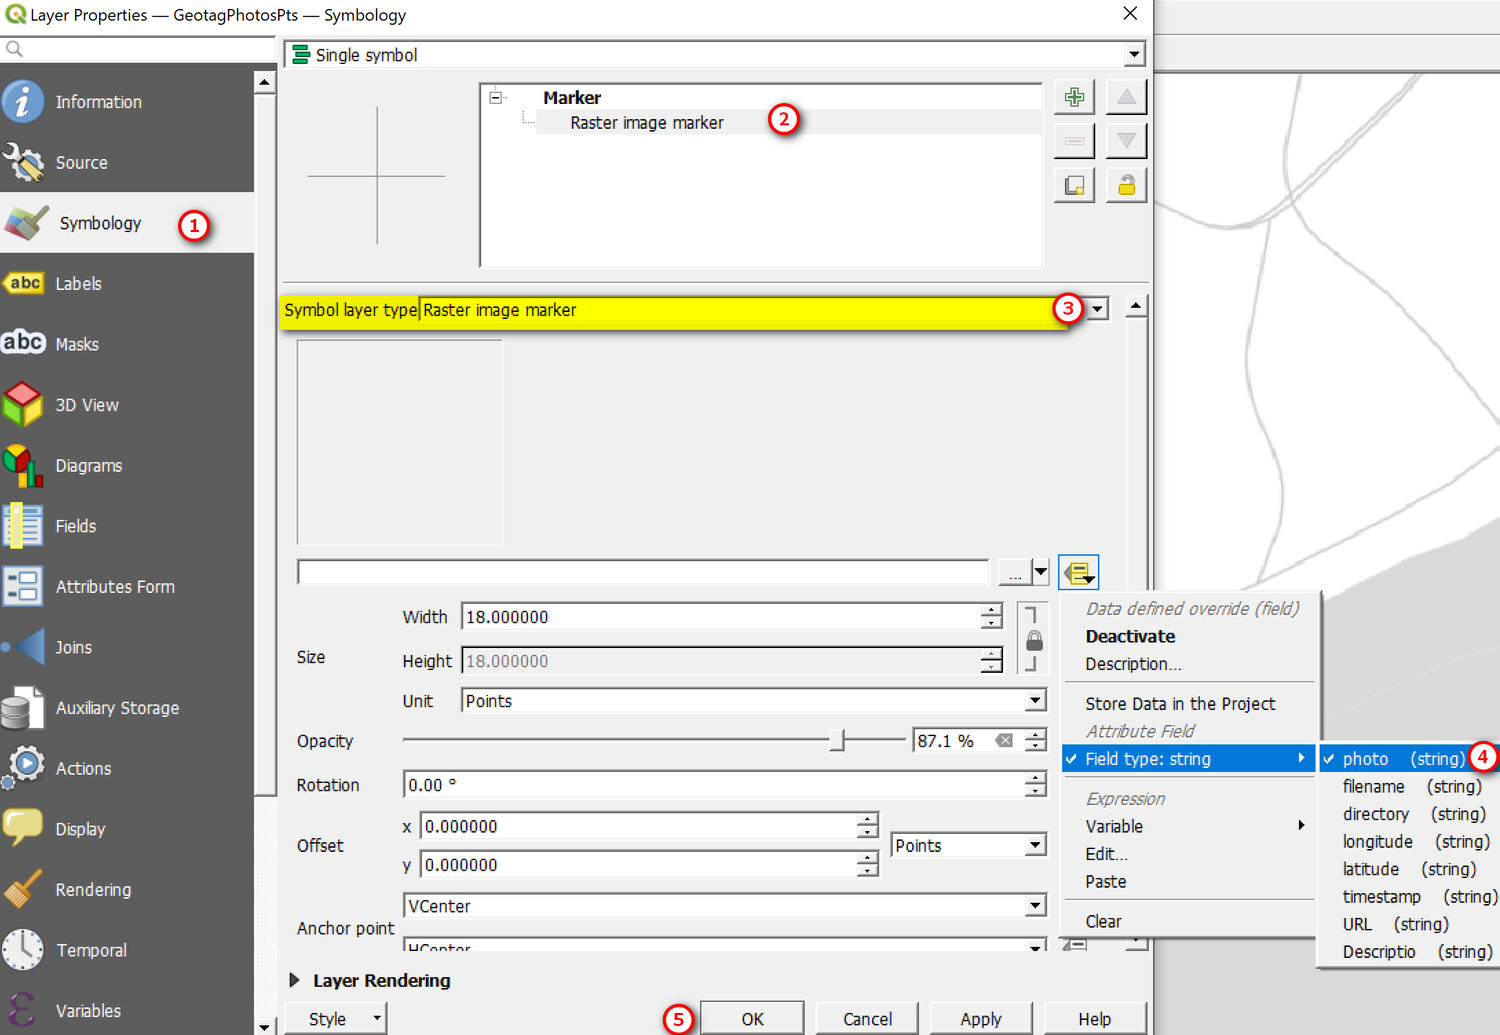 Layer Properties — GeotagPhotosPts — Symbology
Information
Source
Symbology
1
Labels
Masks
3D View
Diagrams
Fields
Attributes Form
Joins
Auxiliary Storage
Actions
Display
Rendering
Temporal
Variables
abc
abc
Single symbol
Marker
Raster image marker
2
Symbol layer type Raster image marker
3
...
Size
Width 18.000000
Height 18.000000
Unit Points
Opacity 87.1 %
Rotation 0.00 °
Offset
x 0.000000
y 0.000000
Points
Anchor point
VCenter
HCenter
Layer Rendering
Style
5
OK
Cancel
Apply
Help
Data defined override (field)
Deactivate
Description...
Store Data in the Project
Attribute Field
Field type: string
Expression
Variable
Edit...
Paste
Clear
photo (string)
4
filename (string)
directory (string)
longitude (string)
latitude (string)
timestamp (string)
URL (string)
Descriptio (string)